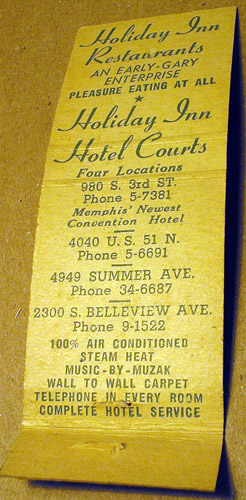 Holiday Inn
Restaurants
AN EARLY-GARY
ENTERPRISE
PLEASURE EATING AT ALL
★
Holiday Inn
Hotel Courts
Four Locations
980 S. 3rd ST.
Phone 5-7381
Memphis' Newest
Convention Hotel
4040 U.S. 51 N.
Phone 5-6691
4949 SUMMER AVE.
Phone 34-6687
2300 S. BELLEVIEW AVE.
Phone 9-1522
100% AIR CONDITIONED
STEAM HEAT
MUSIC-BY-MUZAK
WALL TO WALL CARPET
TELEPHONE IN EVERY ROOM
COMPLETE HOTEL SERVICE